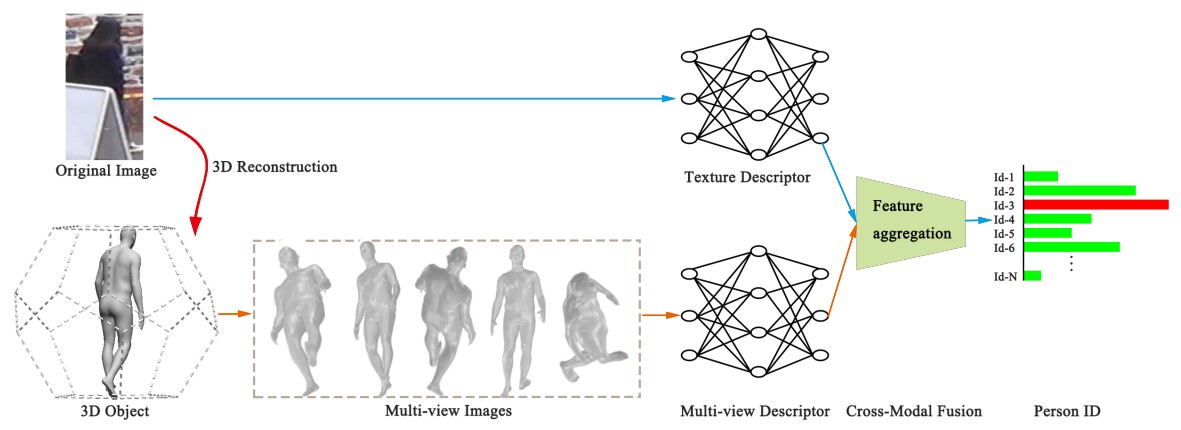 Original Image
3D Reconstruction
Texture Descriptor
Feature
aggregation
Id-1
Id-2
Id-3
Id-4
Id-5
Id-6
Id-N
3D Object
Multi-view Images
Multi-view Descriptor
Cross-Modal Fusion
Person ID